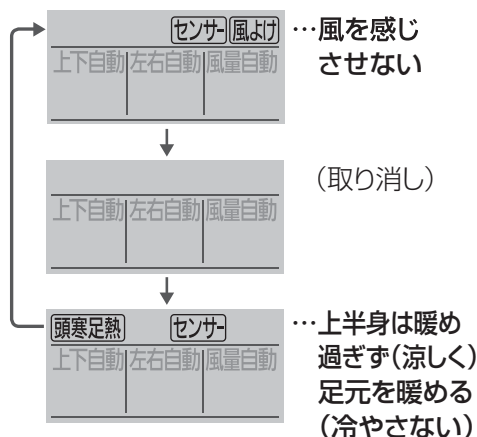 センサー 風よけ …風を感じ
上下自動 左右自動 風量自動 させない
(取り消し)
上下自動 左右自動 風量自動
頭寒足熱 センサー …上半身は暖め
上下自動 左右自動 風量自動 過ぎず(涼しく)
足元を暖める
(冷やさない)